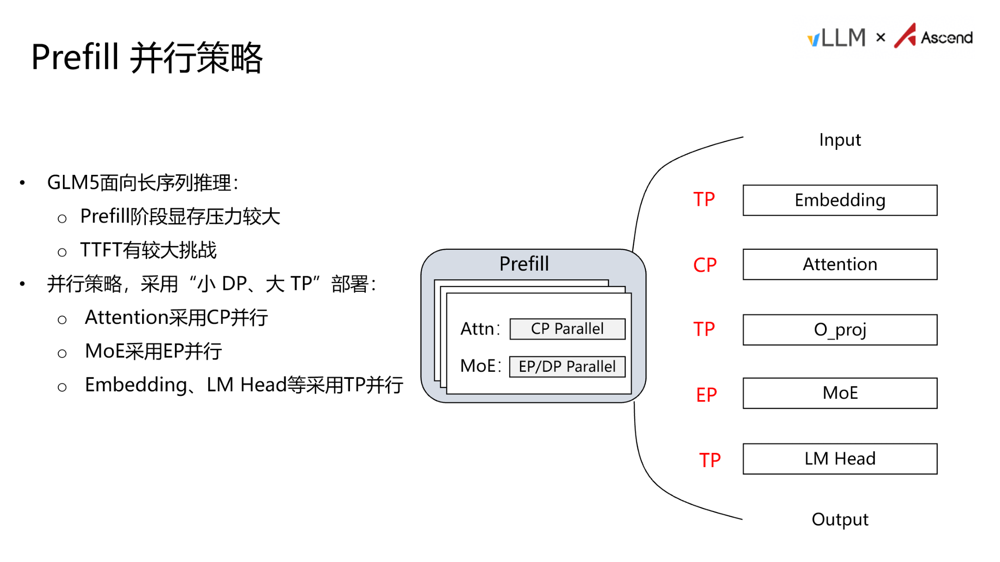 vLLM × Ascend
Prefill 并行策略
• GLM5面向长序列推理：
o Prefill阶段显存压力较大
o TTFT有较大挑战
• 并行策略，采用“小 DP、大 TP”部署：
o Attention采用CP并行
o MoE采用EP并行
o Embedding、LM Head等采用TP并行
Prefill
Attn： CP Parallel
MoE： EP/DP Parallel
Input
TP Embedding
CP Attention
TP O_proj
EP MoE
TP LM Head
Output